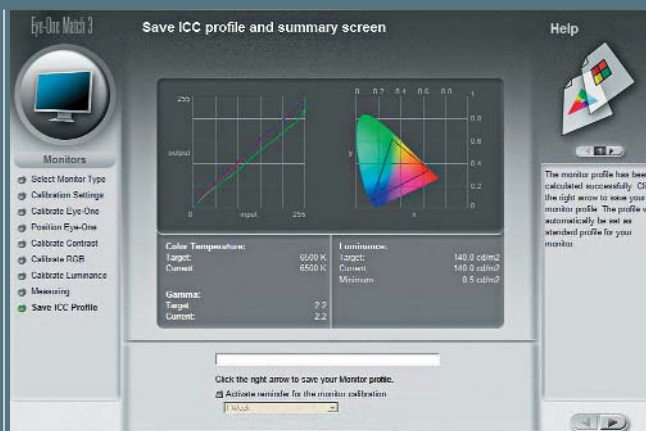 Eye-One Match 3
Save ICC profile and summary screen
Help
Monitors
Select Monitor Type
Calibration Settings
Calibrate Eye-One
Position Eye-One
Calibrate Contrast
Calibrate RGB
Calibrate Luminance
Measuring
Save ICC Profile
255
output
0 input 255
0 0.2 0.4 0.6 0.8 1
0.8
0.6
y 0.4
0.2
x 0
Color Temperature:
Target: 6500 K
Current: 6500 K
Gamma:
Target: 2.2
Current: 2.2
Luminance:
Target: 140.0 cd/m2
Current: 140.0 cd/m2
Minimum: 0.5 cd/m2
Click the right arrow to save your Monitor profile.
Activate reminder for the monitor calibration
1 Week
1
The monitor profile has been
calculated successfully. Cli
the right arrow to save your
monitor profile. The profile w
automatically be set as
standard profile for your
monitor.